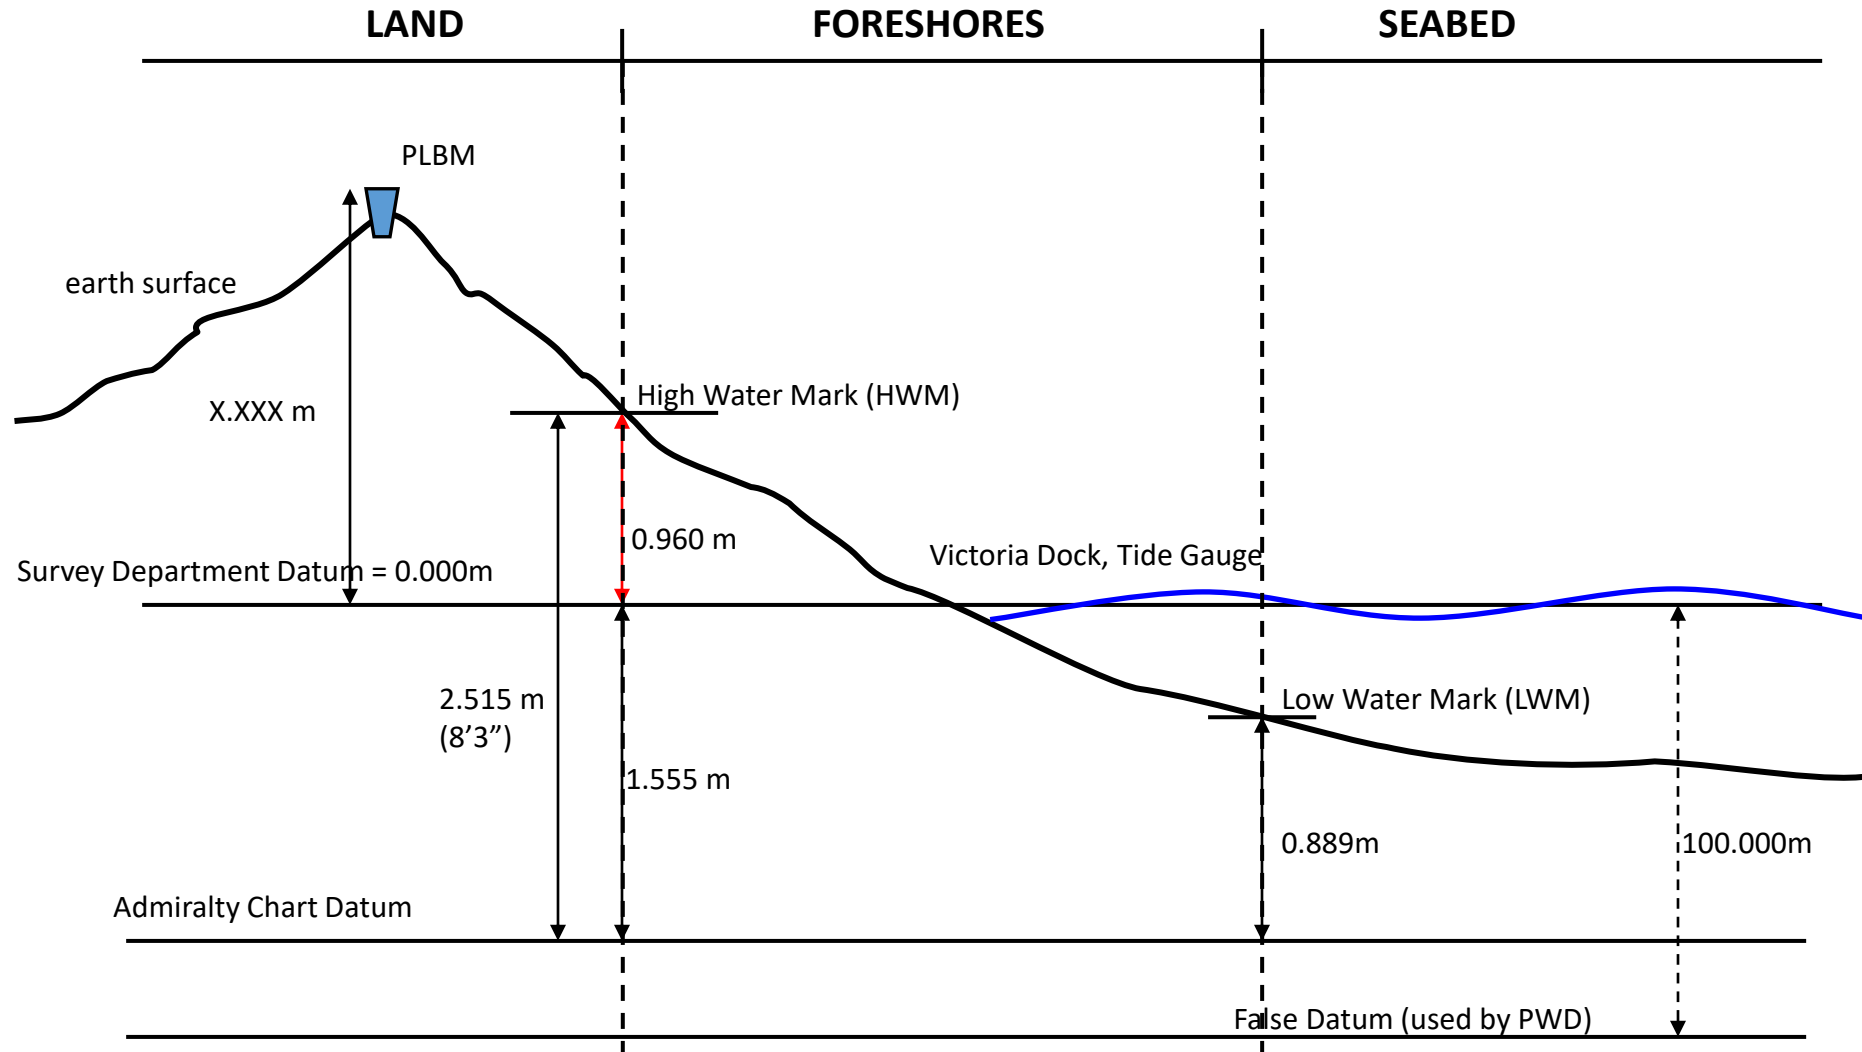 LAND
FORESHORES
SEABED
PLBM
earth surface
High Water Mark (HWM)
X.XXX m
0.960 m
Victoria Dock, Tide Gauge
Survey Department Datum = 0.000m
2.515 m
(8’3”)
Low Water Mark (LWM)
1.555 m
0.889m
100.000m
Admiralty Chart Datum
False Datum (used by PWD)